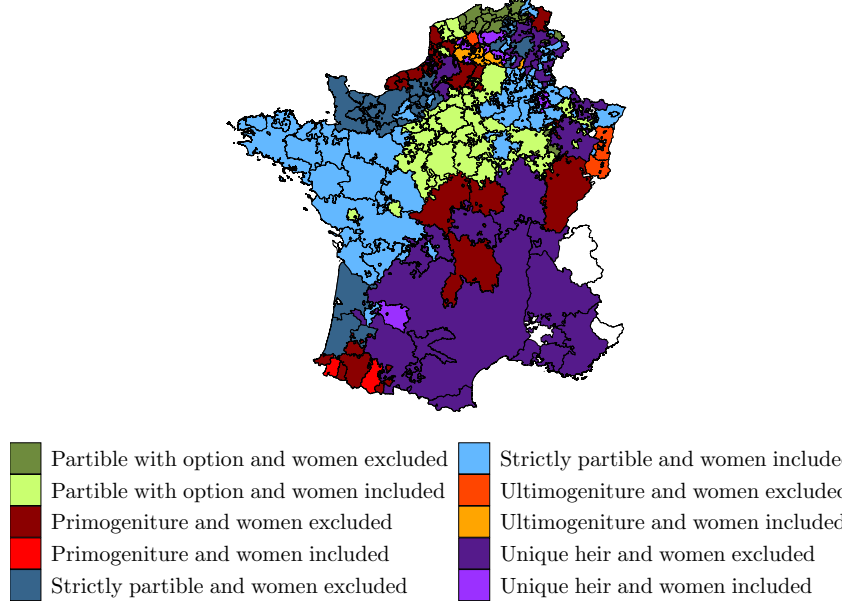 Partible with option and women excluded
Partible with option and women included
Primogeniture and women excluded
Primogeniture and women included
Strictly partible and women excluded
Strictly partible and women include
Ultimogeniture and women exclude
Ultimogeniture and women include
Unique heir and women excluded
Unique heir and women included